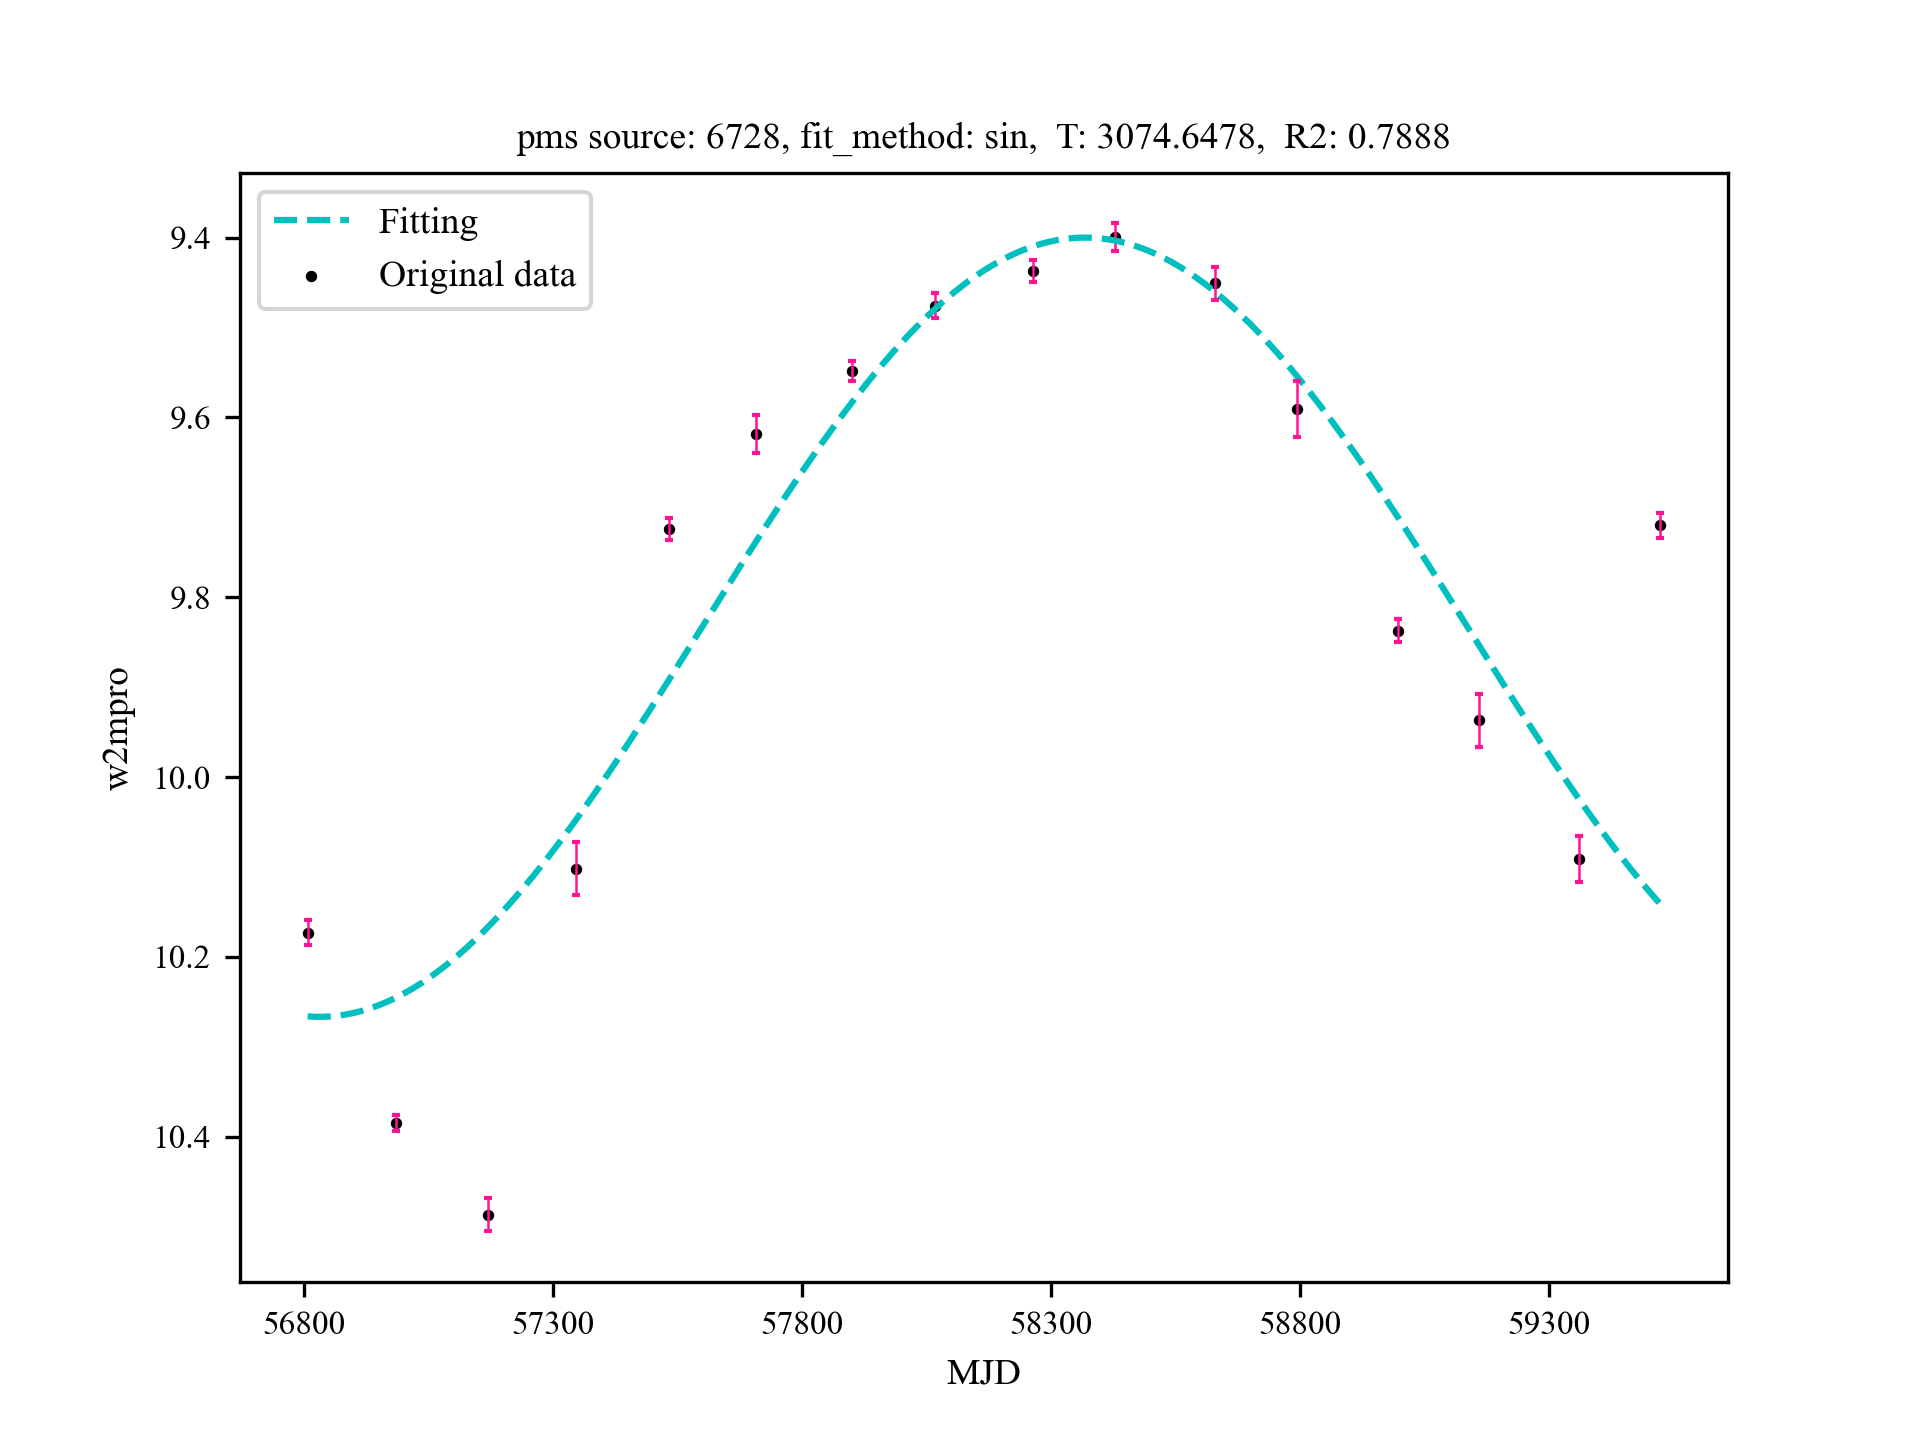 pms source: 6728, fit_method: sin,  T: 3074.6478,  R2: 0.7888
Fitting
Original data
9.4
9.6
9.8
10.0
10.2
10.4
w2mpro
56800 57300 57800 58300 58800 59300
MJD